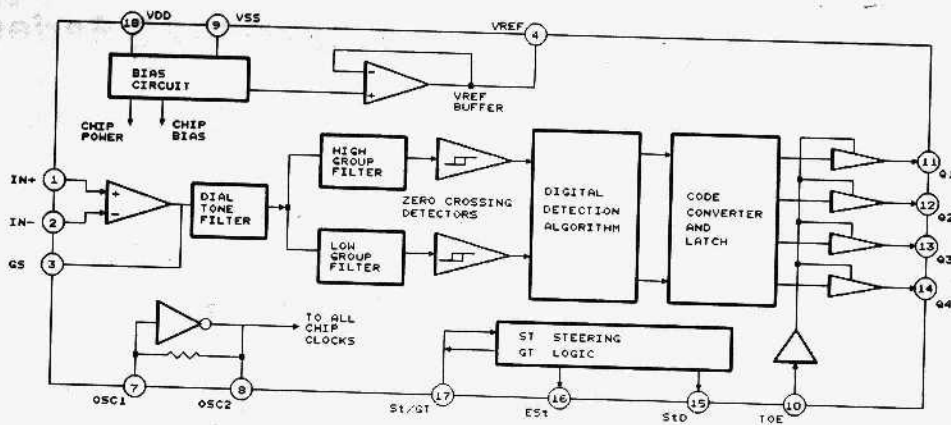 18 VDD
9 VSS
VREF 4
BIAS
CIRCUIT
VREF
BUFFER
CHIP
POWER
CHIP
BIAS
IN+ 1
IN- 2
GS 3
DIAL
TONE
FILTER
HIGH
GROUP
FILTER
LOW
GROUP
FILTER
ZERO CROSSING
DETECTORS
DIGITAL
DETECTION
ALGORITHM
CODE
CONVERTER
AND
LATCH
11
12
Q2
13
Q3
14
Q4
TO ALL
CHIP
CLOCKS
7
OSC1
8
OSC2
ST STEERING
GT LOGIC
17
St/GT
16
ESt
15
StD
10
TOE